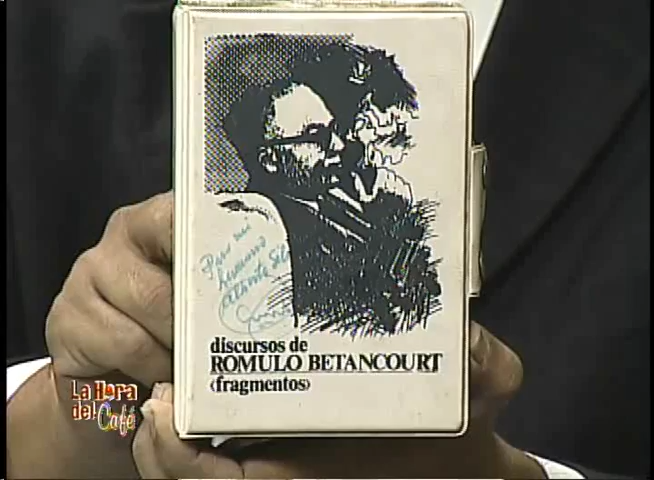 Para mi
hermano
discursos de
ROMULO BETANCOURT
(fragmentos)
La Hora
del Café